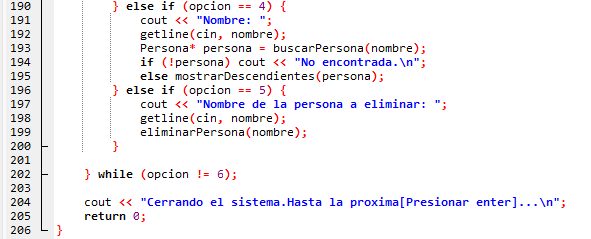 190 } else if (opcion == 4) {
191 cout << "Nombre: ";
192 getline(cin, nombre);
193 Persona* persona = buscarPersona(nombre);
194 if (!persona) cout << "No encontrada.\n";
195 else mostrarDescendientes(persona);
196 } else if (opcion == 5) {
197 cout << "Nombre de la persona a eliminar: ";
198 getline(cin, nombre);
199 eliminarPersona(nombre);
200 }
201
202 } while (opcion != 6);
203
204 cout << "Cerrando el sistema.Hasta la proxima[Presionar enter]...\n";
205 return 0;
206 }